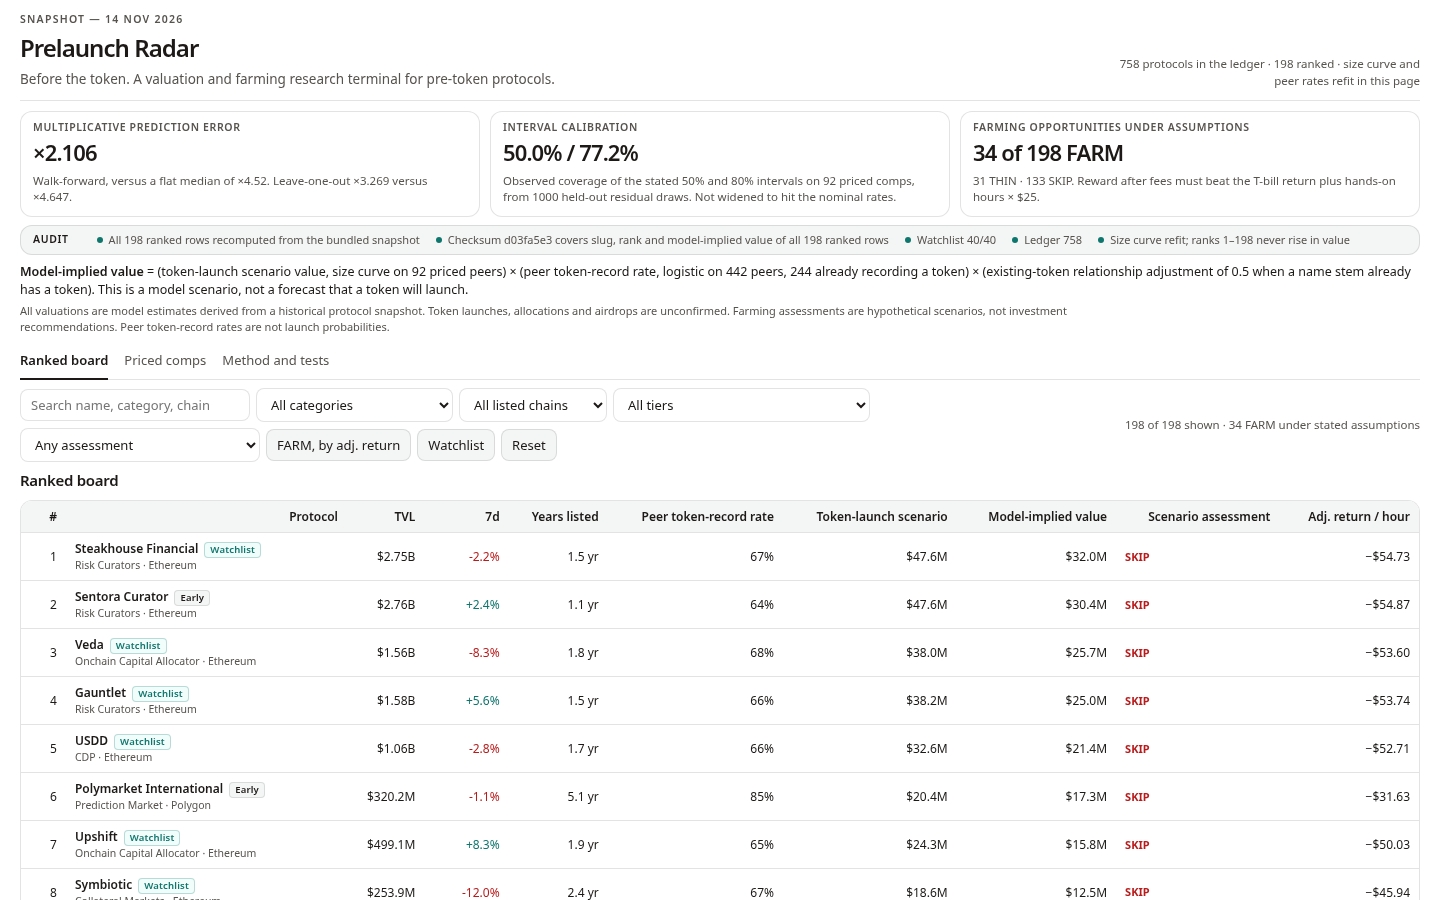 SNAPSHOT — 14 NOV 2026
Prelaunch Radar
Before the token. A valuation and farming research terminal for pre-token protocols.
758 protocols in the ledger · 198 ranked · size curve and
peer rates refit in this page
MULTIPLICATIVE PREDICTION ERROR
×2.106
Walk-forward, versus a flat median of ×4.52. Leave-one-out ×3.269 versus
×4.647.
INTERVAL CALIBRATION
50.0% / 77.2%
Observed coverage of the stated 50% and 80% intervals on 92 priced comps,
from 1000 held-out residual draws. Not widened to hit the nominal rates.
FARMING OPPORTUNITIES UNDER ASSUMPTIONS
34 of 198 FARM
31 THIN · 133 SKIP. Reward after fees must beat the T-bill return plus hands-on
hours × $25.
AUDIT All 198 ranked rows recomputed from the bundled snapshot Checksum d03fa5e3 covers slug, rank and model-implied value of all 198 ranked rows Watchlist 40/40 Ledger 758 Size curve refit; ranks 1–198 never rise in value
Model-implied value = (token-launch scenario value, size curve on 92 priced peers) × (peer token-record rate, logistic on 442 peers, 244 already recording a token) × (existing-token relationship adjustment of 0.5 when a name stem already
has a token). This is a model scenario, not a forecast that a token will launch.
All valuations are model estimates derived from a historical protocol snapshot. Token launches, allocations and airdrops are unconfirmed. Farming assessments are hypothetical scenarios, not investment
recommendations. Peer token-record rates are not launch probabilities.
Ranked board Priced comps Method and tests
Search name, category, chain All categories All listed chains All tiers
Any assessment FARM, by adj. return Watchlist Reset
198 of 198 shown · 34 FARM under stated assumptions
Ranked board
# Protocol TVL 7d Years listed Peer token-record rate Token-launch scenario Model-implied value Scenario assessment Adj. return / hour
1 Steakhouse Financial Watchlist $2.75B -2.2% 1.5 yr 67% $47.6M $32.0M SKIP −$54.73
Risk Curators · Ethereum
2 Sentora Curator Early $2.76B +2.4% 1.1 yr 64% $47.6M $30.4M SKIP −$54.87
Risk Curators · Ethereum
3 Veda Watchlist $1.56B -8.3% 1.8 yr 68% $38.0M $25.7M SKIP −$53.60
Onchain Capital Allocator · Ethereum
4 Gauntlet Watchlist $1.58B +5.6% 1.5 yr 66% $38.2M $25.0M SKIP −$53.74
Risk Curators · Ethereum
5 USDD Watchlist $1.06B -2.8% 1.7 yr 66% $32.6M $21.4M SKIP −$52.71
CDP · Ethereum
6 Polymarket International Early $320.2M -1.1% 5.1 yr 85% $20.4M $17.3M SKIP −$31.63
Prediction Market · Polygon
7 Upshift Watchlist $499.1M +8.3% 1.9 yr 65% $24.3M $15.8M SKIP −$50.03
Onchain Capital Allocator · Ethereum
8 Symbiotic Watchlist $253.9M -12.0% 2.4 yr 67% $18.6M $12.5M SKIP −$45.94